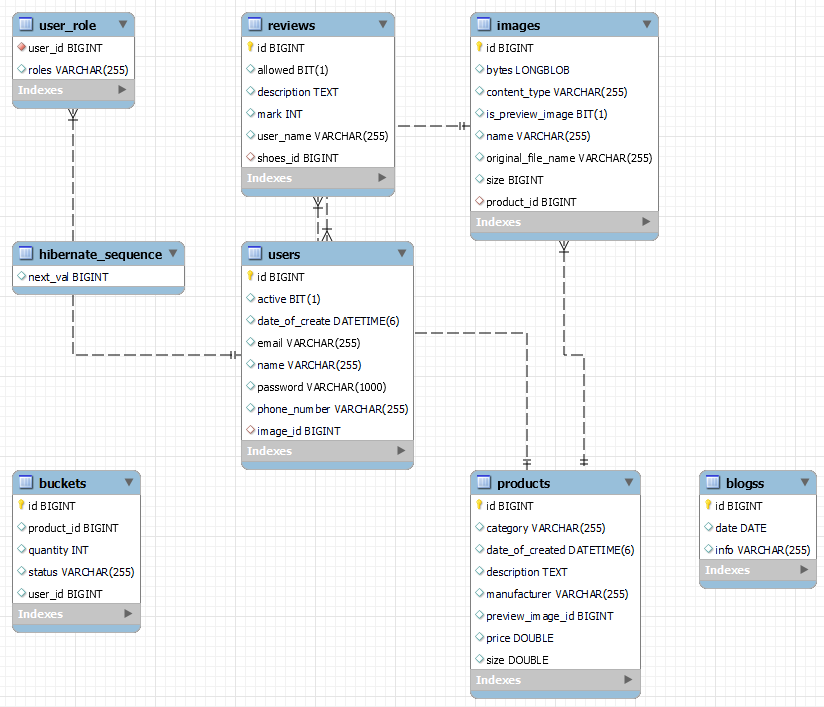 user_role
user_id BIGINT
roles VARCHAR(255)
Indexes
reviews
id BIGINT
allowed BIT(1)
description TEXT
mark INT
user_name VARCHAR(255)
shoes_id BIGINT
Indexes
images
id BIGINT
bytes LONGBLOB
content_type VARCHAR(255)
is_preview_image BIT(1)
name VARCHAR(255)
original_file_name VARCHAR(255)
size BIGINT
product_id BIGINT
Indexes
hibernate_sequence
next_val BIGINT
users
id BIGINT
active BIT(1)
date_of_create DATETIME(6)
email VARCHAR(255)
name VARCHAR(255)
password VARCHAR(1000)
phone_number VARCHAR(255)
image_id BIGINT
Indexes
buckets
id BIGINT
product_id BIGINT
quantity INT
status VARCHAR(255)
user_id BIGINT
Indexes
products
id BIGINT
category VARCHAR(255)
date_of_created DATETIME(6)
description TEXT
manufacturer VARCHAR(255)
preview_image_id BIGINT
price DOUBLE
size DOUBLE
Indexes
blogss
id BIGINT
date DATE
info VARCHAR(255)
Indexes